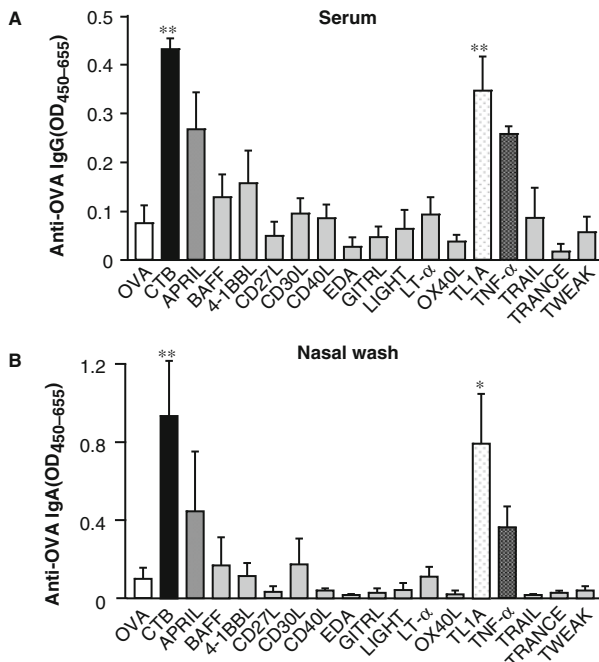 A
Serum
Anti-OVA IgG(OD450–655)
0.5
0.4
0.3
0.2
0.1
0
**
**
OVA
CTB
APRIL
BAFF
4-1BBL
CD27L
CD30L
CD40L
EDA
GITRL
LIGHT
LT-α
OX40L
TL1A
TNF-α
TRAIL
TRANCE
TWEAK
B
Nasal wash
Anti-OVA IgA(OD450–655)
1.2
0.8
0.4
0
**
*
OVA
CTB
APRIL
BAFF
4-1BBL
CD27L
CD30L
CD40L
EDA
GITRL
LIGHT
LT-α
OX40L
TL1A
TNF-α
TRAIL
TRANCE
TWEAK